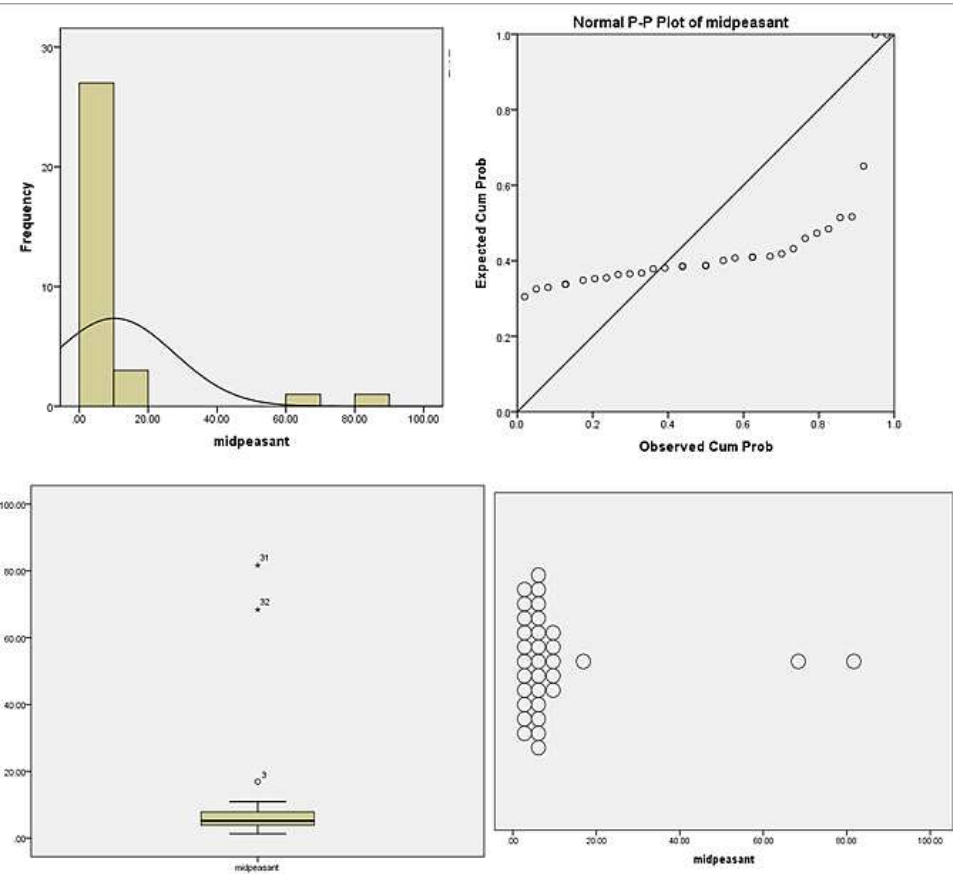 Normal P-P Plot of midpeasant
30
20
10
0
Frequency
.00 20.00 40.00 60.00 80.00 100.00
midpeasant
1.0
0.8
0.6
0.4
0.2
0.0
Expected Cum Prob
0.0 0.2 0.4 0.6 0.8 1.0
Observed Cum Prob
100.00
80.00
60.00
40.00
20.00
.00
31
32
3
midpeasant
.00 20.00 40.00 60.00 80.00 100.00
midpeasant